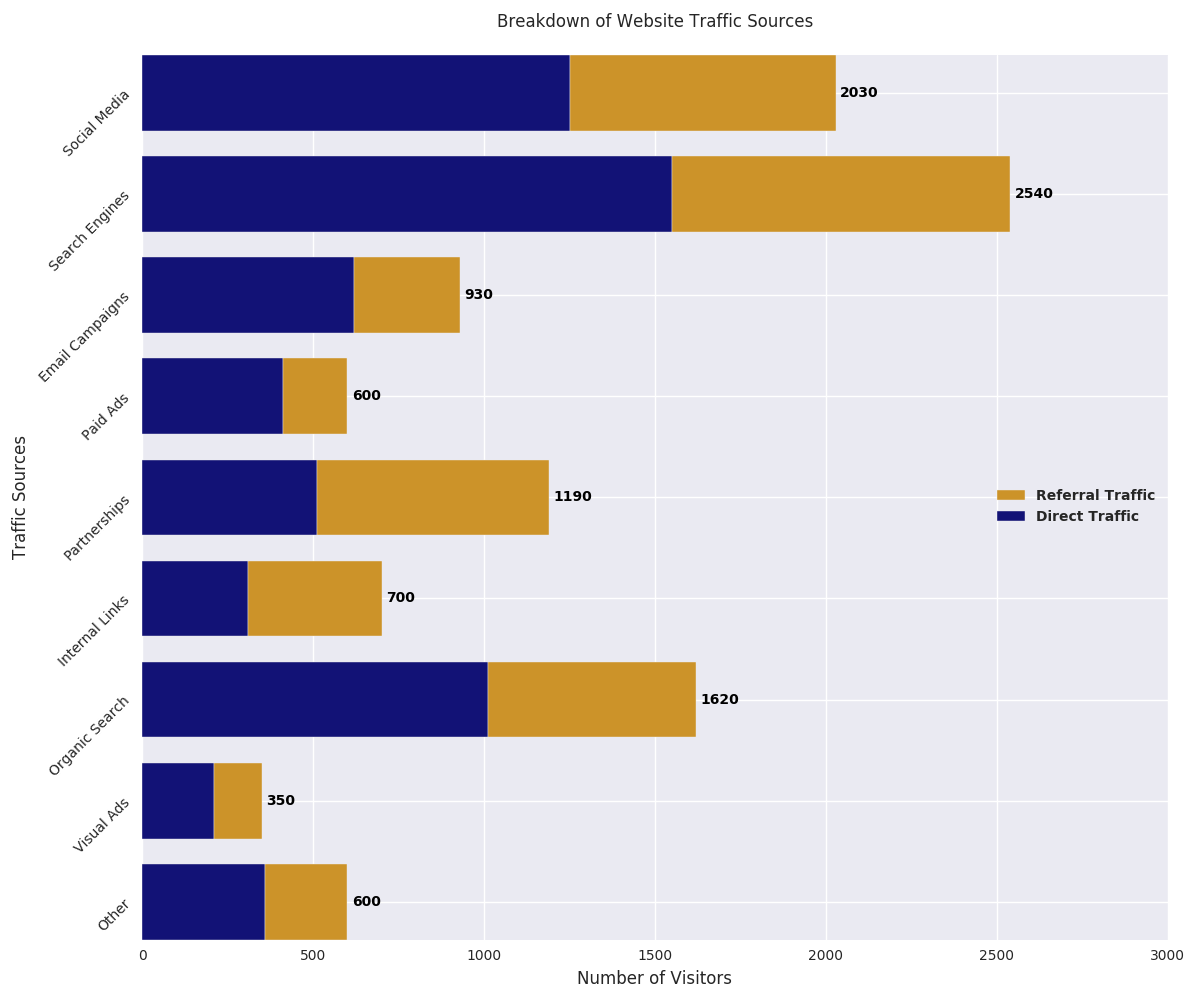 Breakdown of Website Traffic Sources
Social Media
2030
Search Engines
2540
Email Campaigns
930
Paid Ads
600
Partnerships
1190
Internal Links
700
Organic Search
1620
Visual Ads
350
Other
600
Traffic Sources
Referral Traffic
Direct Traffic
0 500 1000 1500 2000 2500 3000
Number of Visitors